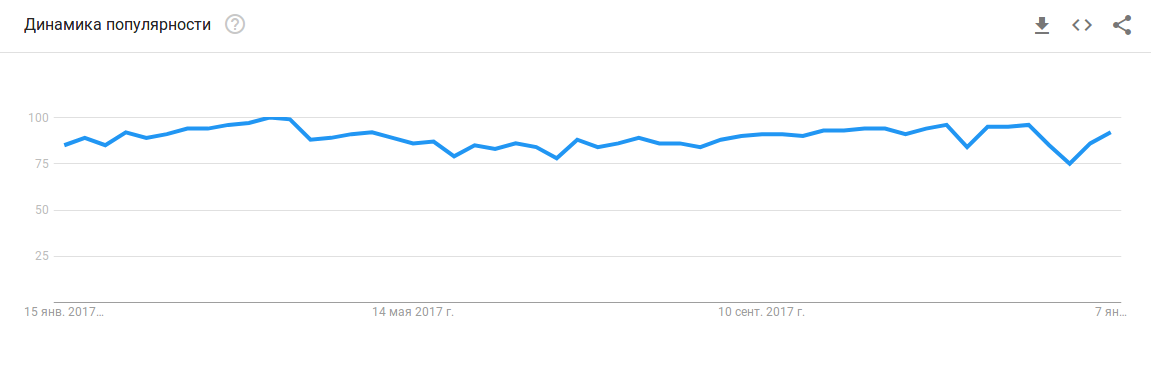 Динамика популярности ?
100
75
50
25
15 янв. 2017…
14 мая 2017 г.
10 сент. 2017 г.
7 ян…